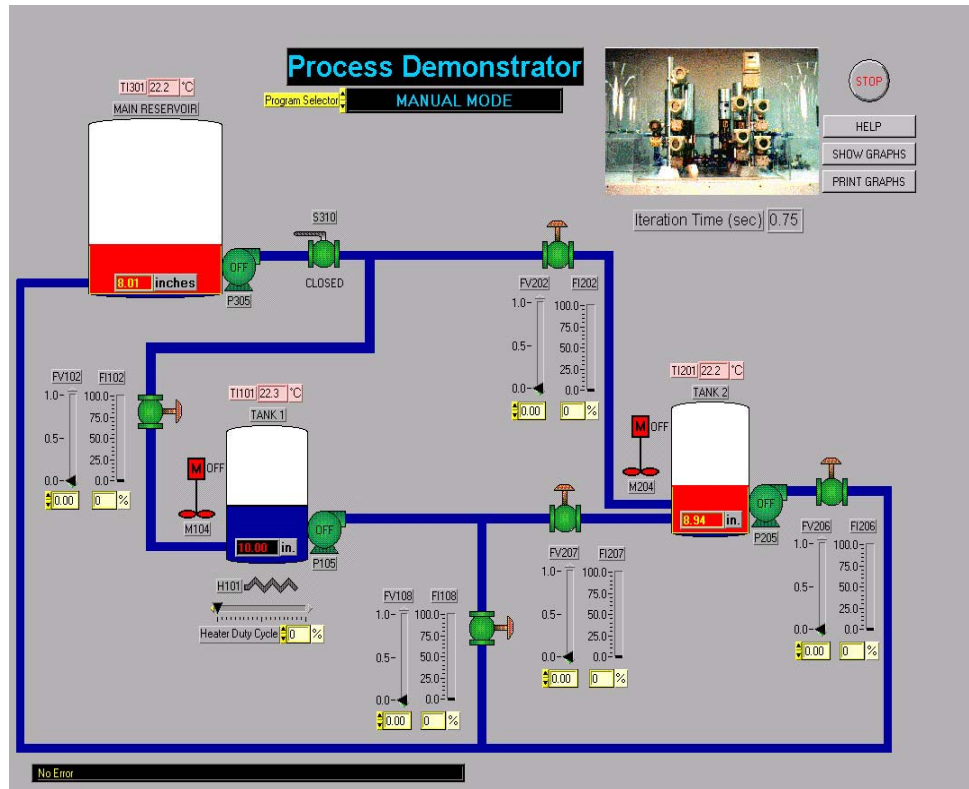 Process Demonstrator
Program Selector MANUAL MODE
STOP
HELP
SHOW GRAPHS
PRINT GRAPHS
Iteration Time (sec) 0.75
TI301 22.2 °C
MAIN RESERVOIR
8.01 inches
OFF
P305
S310
CLOSED
FV202 FI202
1.0- 100.0-
75.0-
0.5- 50.0-
25.0-
0.0- 0.0-
0.00 0 %
FV102 FI102
1.0- 100.0-
75.0-
0.5- 50.0-
25.0-
0.0- 0.0-
0.00 0 %
TI101 22.3 °C
TANK 1
M OFF
M104
10.00 in.
OFF
P105
H101
Heater Duty Cycle 0 %
TI201 22.2 °C
TANK 2
M OFF
M204
8.94 in.
OFF
P205
FV206 FI206
1.0- 100.0-
75.0-
0.5- 50.0-
25.0-
0.0- 0.0-
0.00 0 %
FV207 FI207
1.0- 100.0-
75.0-
0.5- 50.0-
25.0-
0.0- 0.0-
0.00 0 %
FV108 FI108
1.0- 100.0-
75.0-
0.5- 50.0-
25.0-
0.0- 0.0-
0.00 0 %
No Error